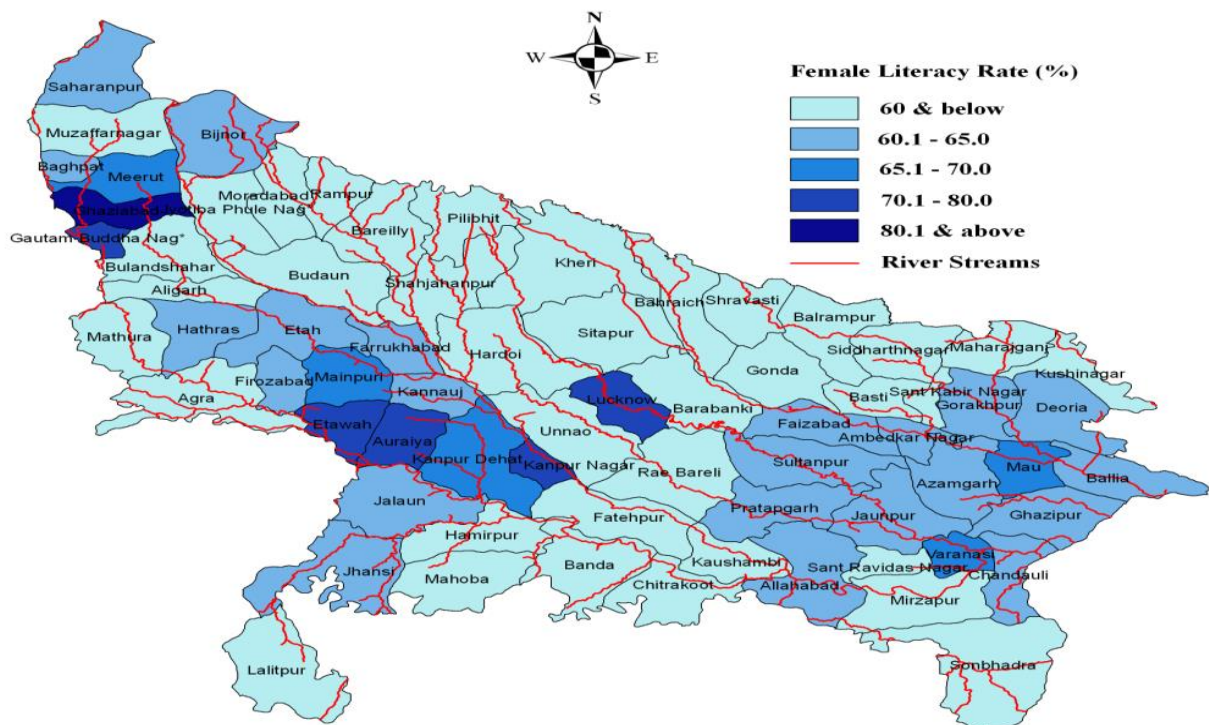 N
W E
S
Female Literacy Rate (%)
60 & below
60.1 - 65.0
65.1 - 70.0
70.1 - 80.0
80.1 & above
River Streams
Saharanpur
Muzaffarnagar
Bijnor
Baghpat
Meerut
Moradabad
Rampur
Ghaziabad
Jyotiba Phule Nag*
Pilibhit
Bareilly
Gautam Buddha Nag*
Bulandshahar
Budaun
Kheri
Shahjahanpur
Aligarh
Bahraich
Shravasti
Balrampur
Mathura
Hathras
Etah
Sitapur
Farrukhabad
Hardoi
Siddharthnagar
Maharajganj
Gonda
Kushinagar
Firozabad
Mainpuri
Kannauj
Agra
Lucknow
Basti
Sant Kabir Nagar
Gorakhpur
Deoria
Barabanki
Etawah
Auraiya
Unnao
Faizabad
Ambedkar Nagar
Kanpur Dehat
Kanpur Nagar
Rae Bareli
Sultanpur
Mau
Ballia
Azamgarh
Jalaun
Pratapgarh
Jaunpur
Ghazipur
Fatehpur
Hamirpur
Varanasi
Kaushambi
Sant Ravidas Nagar
Chandauli
Jhansi
Mahoba
Banda
Chitrakoot
Allahabad
Mirzapur
Lalitpur
Sonbhadra